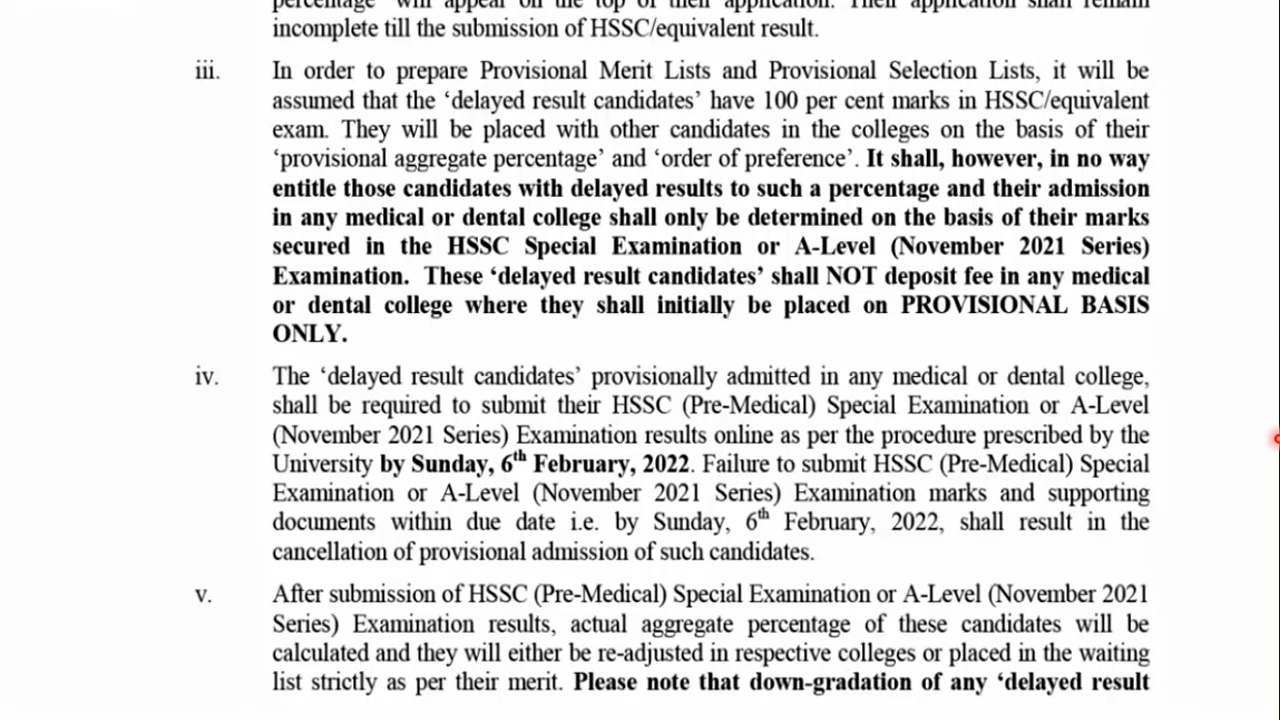 percentage' will appear on the top of their application. Their application shall remain
incomplete till the submission of HSSC/equivalent result.
iii. In order to prepare Provisional Merit Lists and Provisional Selection Lists, it will be
assumed that the ‘delayed result candidates’ have 100 per cent marks in HSSC/equivalent
exam. They will be placed with other candidates in the colleges on the basis of their
‘provisional aggregate percentage’ and ‘order of preference’. It shall, however, in no way
entitle those candidates with delayed results to such a percentage and their admission
in any medical or dental college shall only be determined on the basis of their marks
secured in the HSSC Special Examination or A-Level (November 2021 Series)
Examination. These ‘delayed result candidates’ shall NOT deposit fee in any medical
or dental college where they shall initially be placed on PROVISIONAL BASIS
ONLY.
iv. The ‘delayed result candidates’ provisionally admitted in any medical or dental college,
shall be required to submit their HSSC (Pre-Medical) Special Examination or A-Level
(November 2021 Series) Examination results online as per the procedure prescribed by the
University by Sunday, 6th February, 2022. Failure to submit HSSC (Pre-Medical) Special
Examination or A-Level (November 2021 Series) Examination marks and supporting
documents within due date i.e. by Sunday, 6th February, 2022, shall result in the
cancellation of provisional admission of such candidates.
v. After submission of HSSC (Pre-Medical) Special Examination or A-Level (November 2021
Series) Examination results, actual aggregate percentage of these candidates will be
calculated and they will either be re-adjusted in respective colleges or placed in the waiting
list strictly as per their merit. Please note that down-gradation of any ‘delayed result